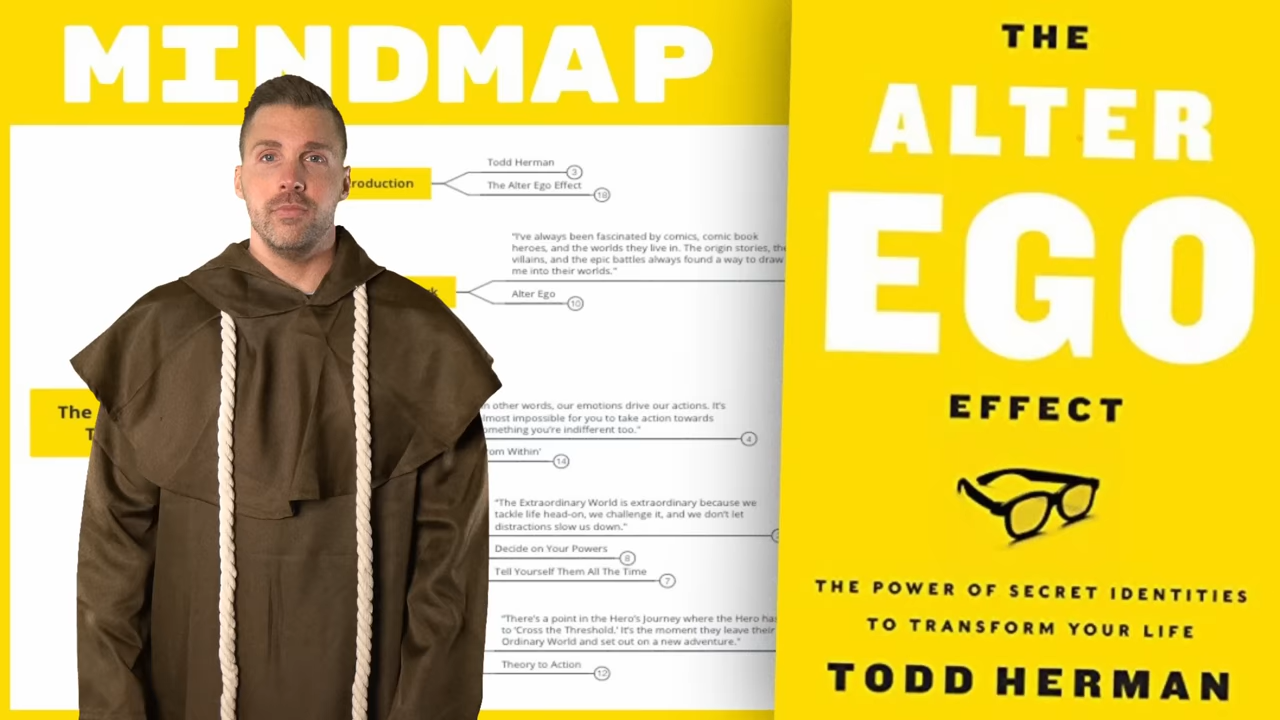 MINDMAP
roduction
Todd Herman
3
The Alter Ego Effect
18
"I've always been fascinated by comics, comic book
heroes, and the worlds they live in. The origin stories, the
villains, and the epic battles always found a way to draw
me into their worlds."
Alter Ego
10
The
n other words, our emotions drive our actions. It's
lmost impossible for you to take action towards
omething you're indifferent too."
4
rom Within'
14
"The Extraordinary World is extraordinary because we
tackle life head-on, we challenge it, and we don't let
distractions slow us down."
Decide on Your Powers
8
Tell Yourself Them All The Time
7
"There's a point in the Hero's Journey where the Hero has
to 'Cross the Threshold.' It's the moment they leave their
Ordinary World and set out on a new adventure."
Theory to Action
12
THE
ALTER
EGO
EFFECT
THE POWER OF SECRET IDENTITIES
TO TRANSFORM YOUR LIFE
TODD HERMAN